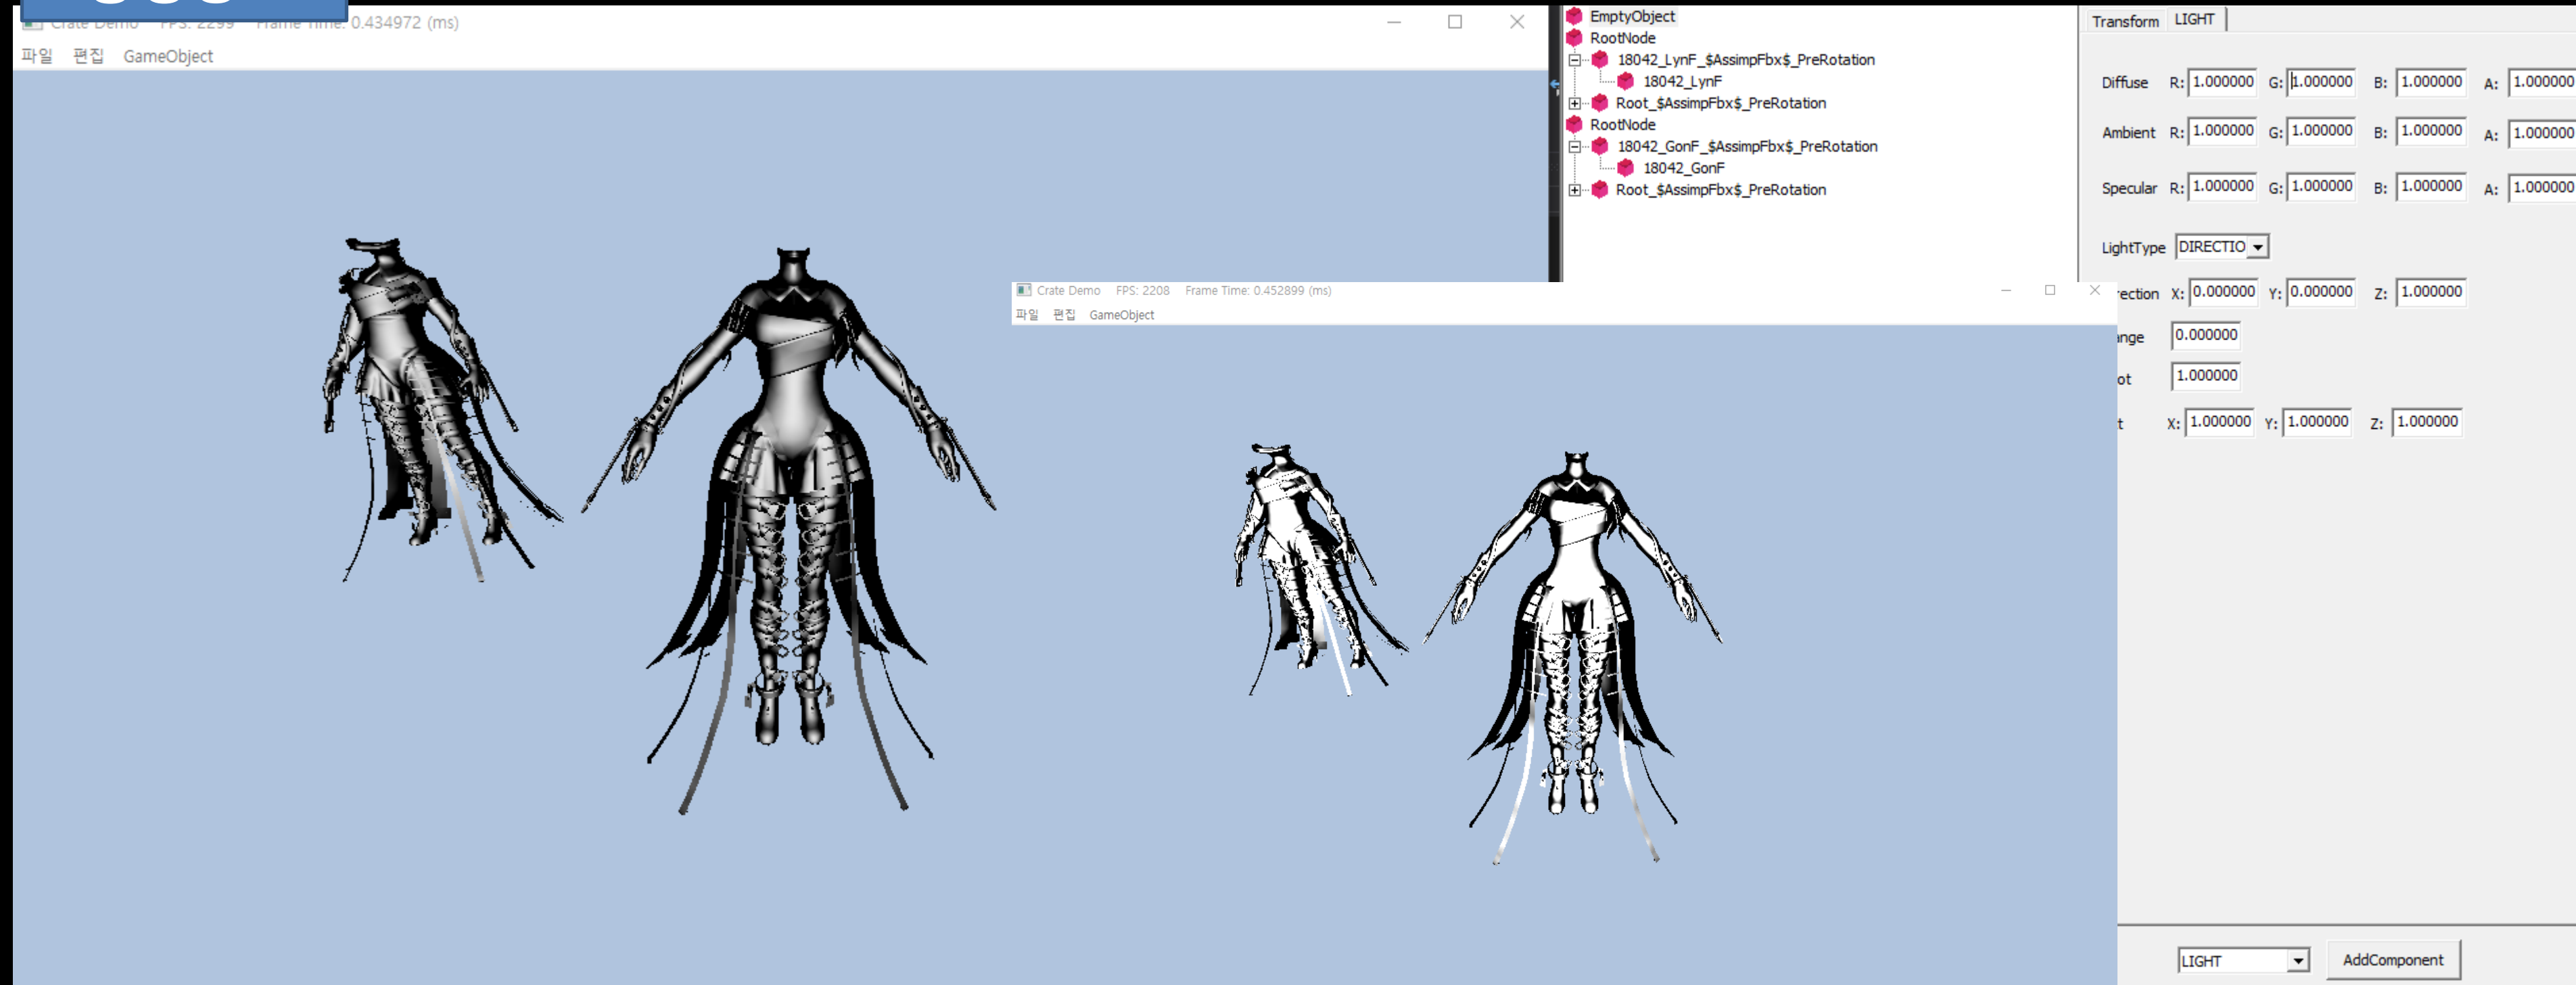 Crate Demo FPS: 2299 Frame Time: 0.434972 (ms)
파일 편집 GameObject
EmptyObject
RootNode
18042_LynF_$AssimpFbx$_PreRotation
18042_LynF
Root_$AssimpFbx$_PreRotation
RootNode
18042_GonF_$AssimpFbx$_PreRotation
18042_GonF
Root_$AssimpFbx$_PreRotation
Transform LIGHT
Diffuse R: 1.000000 G: 1.000000 B: 1.000000 A: 1.000000
Ambient R: 1.000000 G: 1.000000 B: 1.000000 A: 1.000000
Specular R: 1.000000 G: 1.000000 B: 1.000000 A: 1.000000
LightType DIRECTIO
rection X: 0.000000 Y: 0.000000 Z: 1.000000
nge 0.000000
ot 1.000000
t X: 1.000000 Y: 1.000000 Z: 1.000000
Crate Demo FPS: 2208 Frame Time: 0.452899 (ms)
파일 편집 GameObject
LIGHT AddComponent